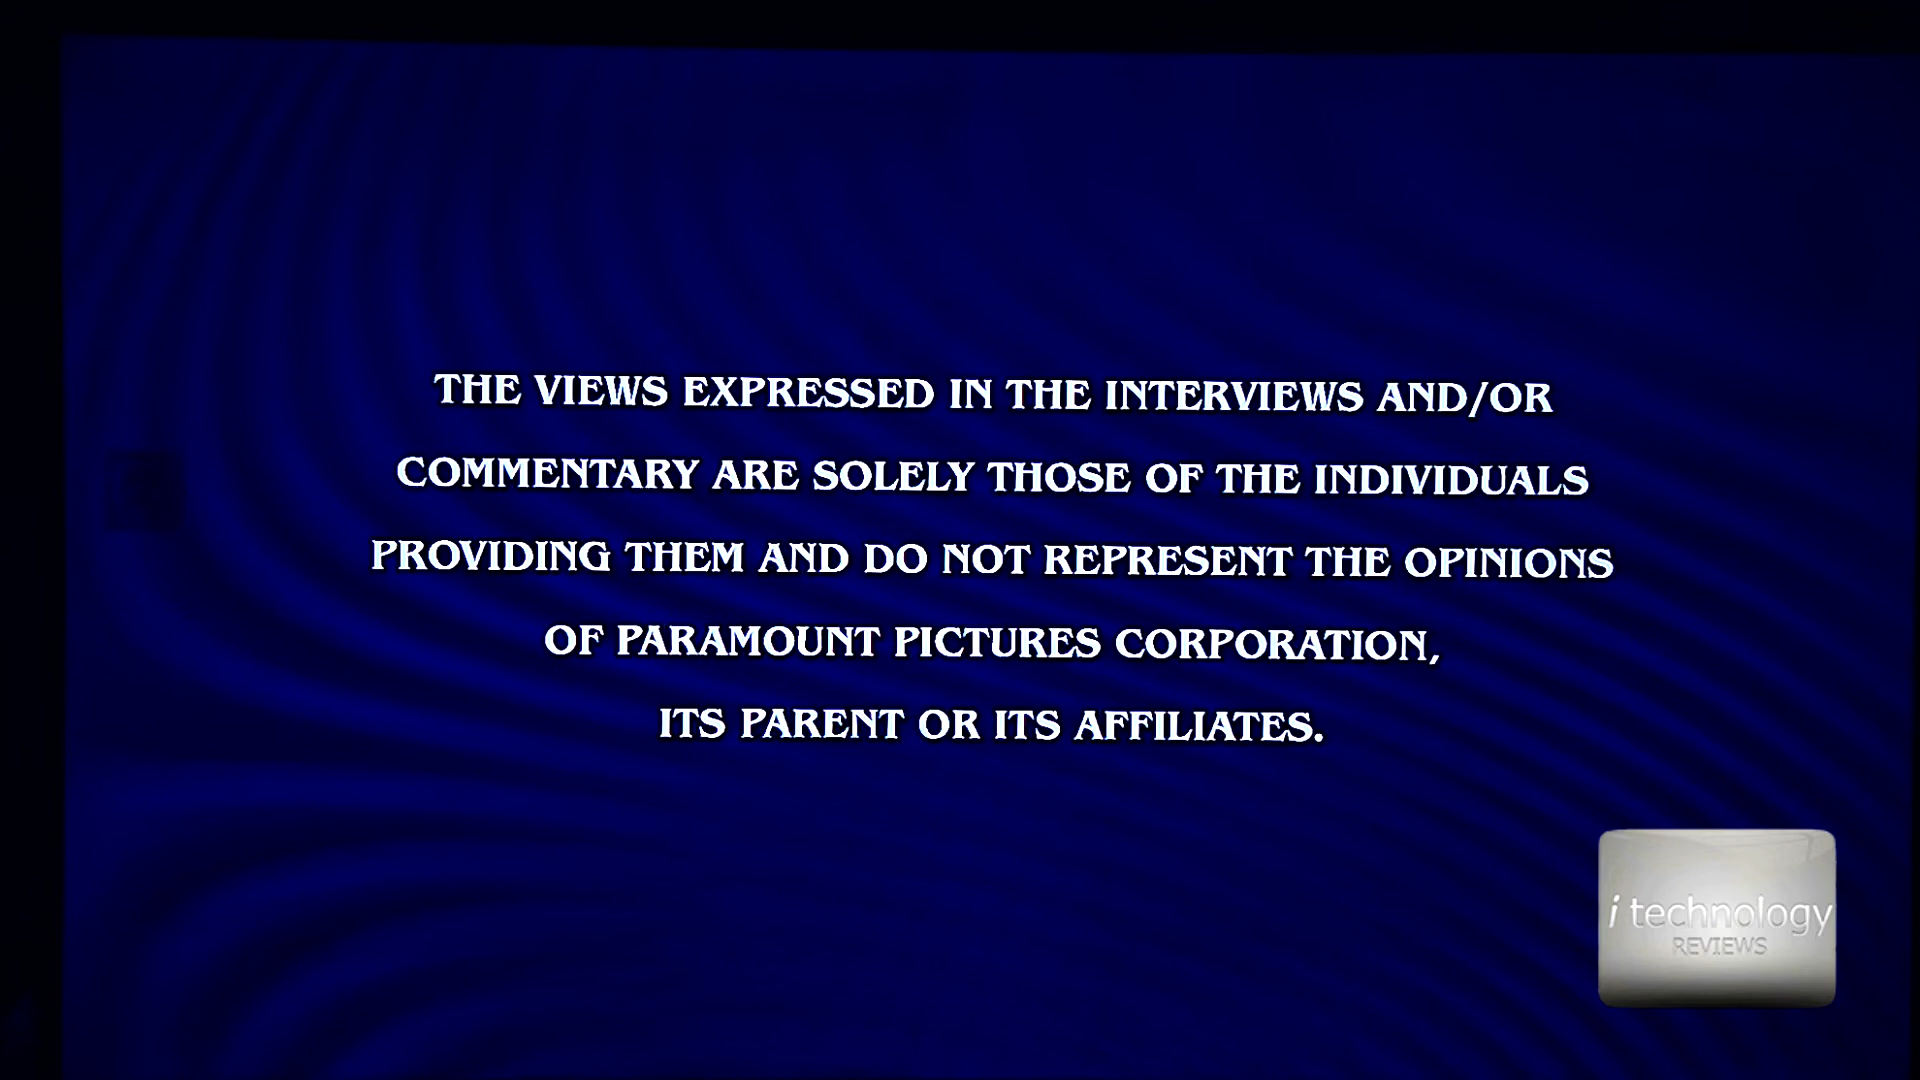 THE VIEWS EXPRESSED IN THE INTERVIEWS AND/OR
COMMENTARY ARE SOLELY THOSE OF THE INDIVIDUALS
PROVIDING THEM AND DO NOT REPRESENT THE OPINIONS
OF PARAMOUNT PICTURES CORPORATION,
ITS PARENT OR ITS AFFILIATES.
i technology
REVIEWS